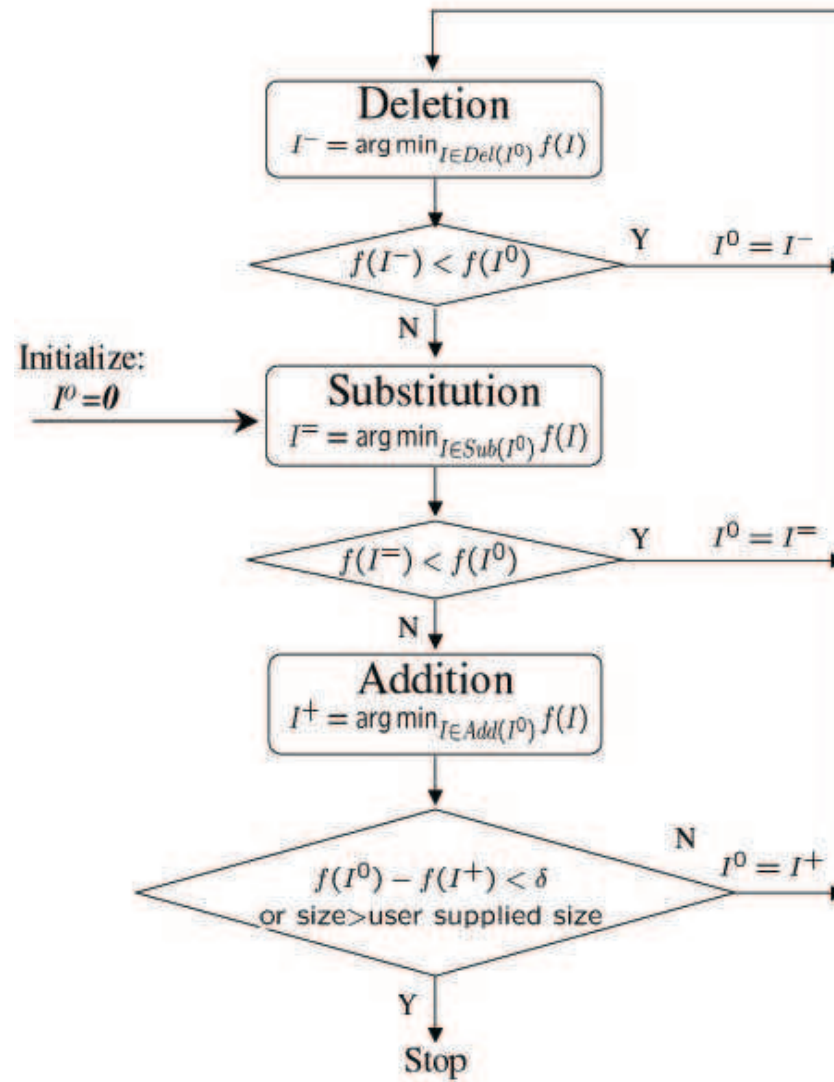 Deletion
I⁻ = arg min_{I∈Del(I⁰)} f(I)
f(I⁻) < f(I⁰)
Y
I⁰ = I⁻
N
Initialize:
Iº=0
Substitution
I⁼ = arg min_{I∈Sub(I⁰)} f(I)
f(I⁼) < f(I⁰)
Y
I⁰ = I⁼
N
Addition
I⁺ = arg min_{I∈Add(I⁰)} f(I)
N
I⁰ = I⁺
f(I⁰) − f(I⁺) < δ
or size>user supplied size
Y
Stop